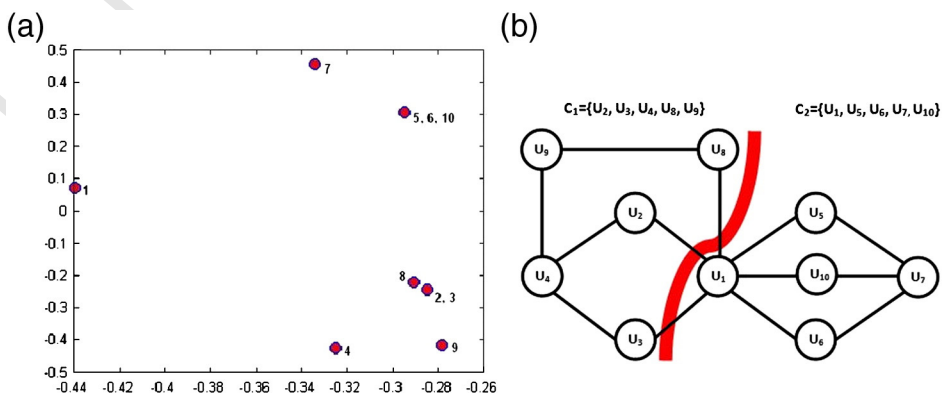 (a)
0.5
0.4
0.3
0.2
0.1
0
-0.1
-0.2
-0.3
-0.4
-0.5
-0.44 -0.42 -0.4 -0.38 -0.36 -0.34 -0.32 -0.3 -0.28 -0.26
7
5, 6, 10
1
8
2, 3
4
9
(b)
C₁={U₂, U₃, U₄, U₈, U₉}
C₂={U₁, U₅, U₆, U₇, U₁₀}
U₉
U₈
U₂
U₅
U₄
U₁
U₁₀
U₇
U₃
U₆